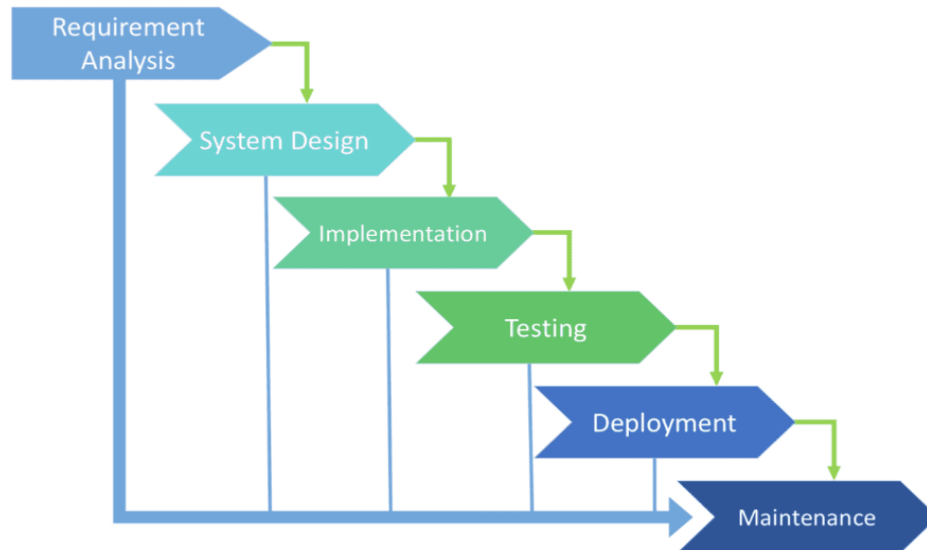 Requirement
Analysis
System Design
Implementation
Testing
Deployment
Maintenance